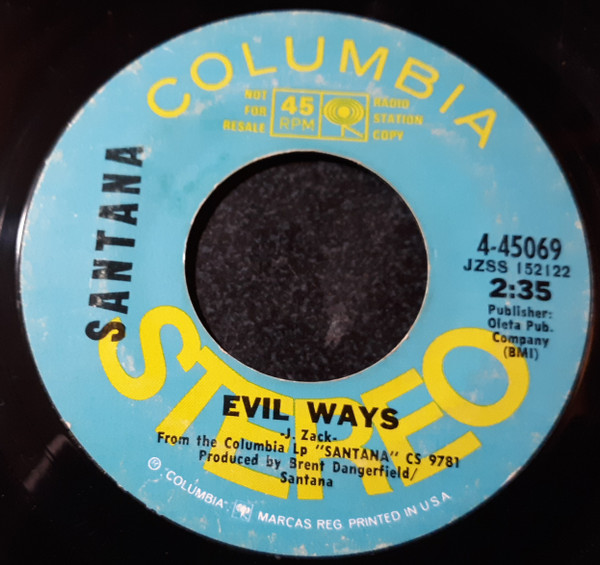 COLUMBIA
NOT
FOR
RESALE
45
RPM
RADIO
STATION
COPY
SANTANA
4-45069
JZSS 152122
2:35
Publisher:
Oleta Pub.
Company
(BMI)
STEREO
EVIL WAYS
-J. Zack-
From the Columbia Lp "SANTANA" CS 9781
Produced by Brent Dangerfield/
Santana
℗ "COLUMBIA" MARCAS REG. PRINTED IN U.S.A.